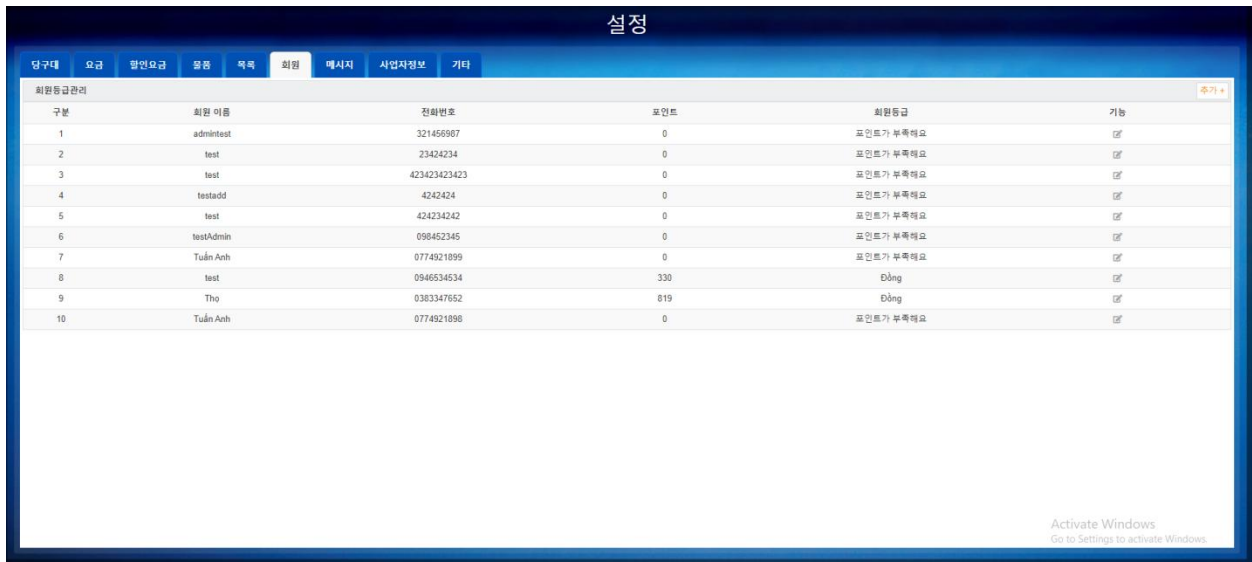 설정
당구대 요금 할인요금 물품 목록 회원 메시지 사업자정보 기타
회원등급관리 추가 +
구분 회원 이름 전화번호 포인트 회원등급 기능
1 admintest 321456987 0 포인트가 부족해요
2 test 23424234 0 포인트가 부족해요
3 test 423423423423 0 포인트가 부족해요
4 testadd 4242424 0 포인트가 부족해요
5 test 424234242 0 포인트가 부족해요
6 testAdmin 098452345 0 포인트가 부족해요
7 Tuấn Anh 0774921899 0 포인트가 부족해요
8 test 0946534534 330 Đồng
9 Thọ 0383347652 819 Đồng
10 Tuấn Anh 0774921898 0 포인트가 부족해요
Activate Windows
Go to Settings to activate Windows.